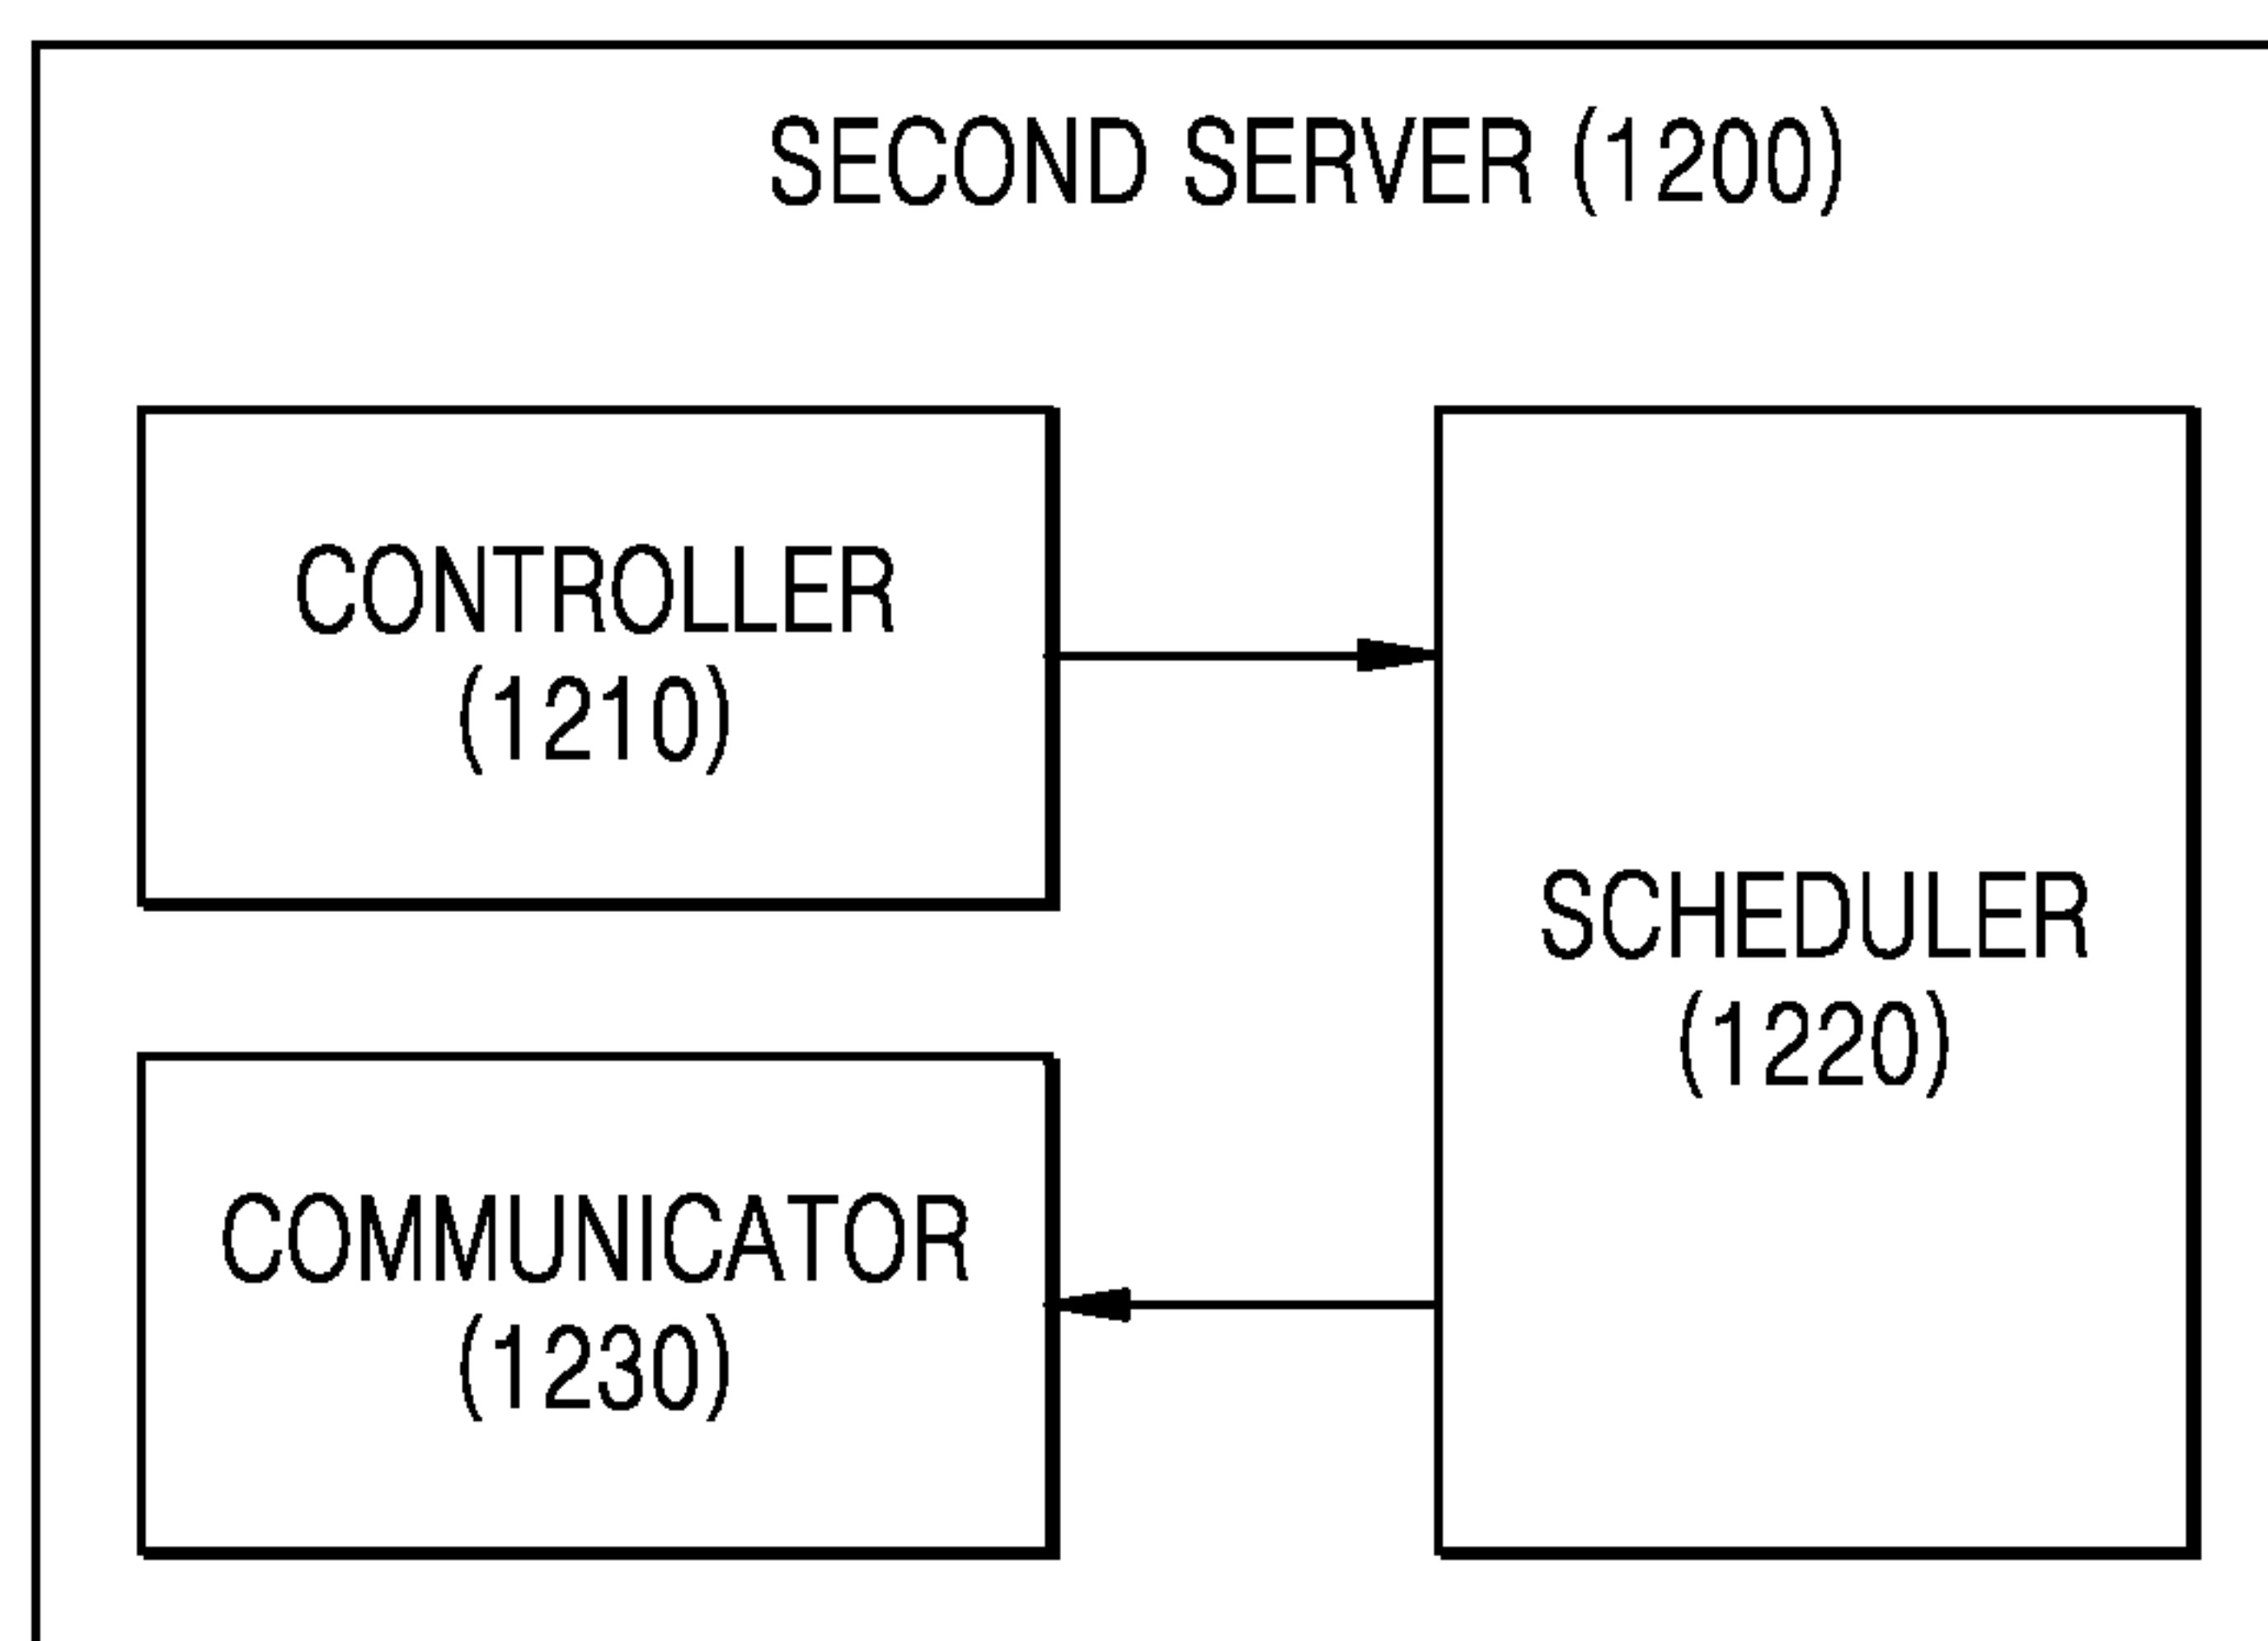 SECOND SERVER (1200)
CONTROLLER
(1210)
SCHEDULER
(1220)
COMMUNICATOR
(1230)